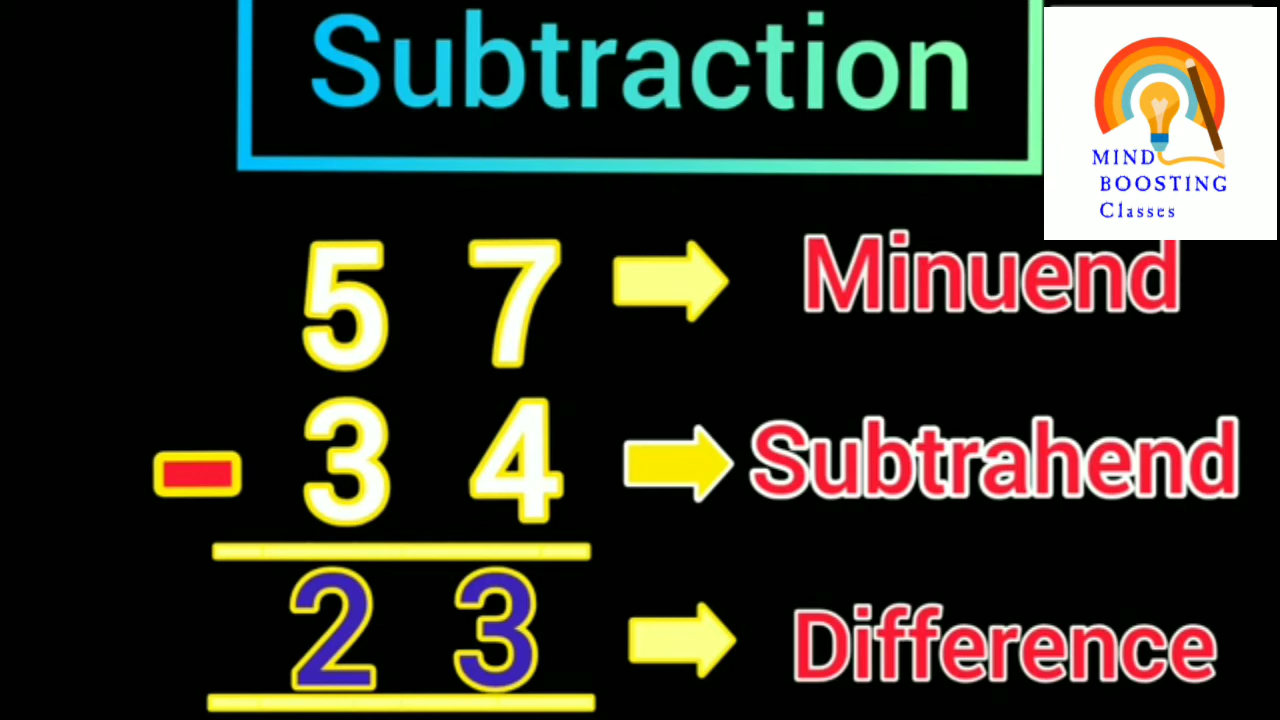 Subtraction
MIND
BOOSTING
Classes
5 7 Minuend
- 3 4 Subtrahend
2 3 Difference